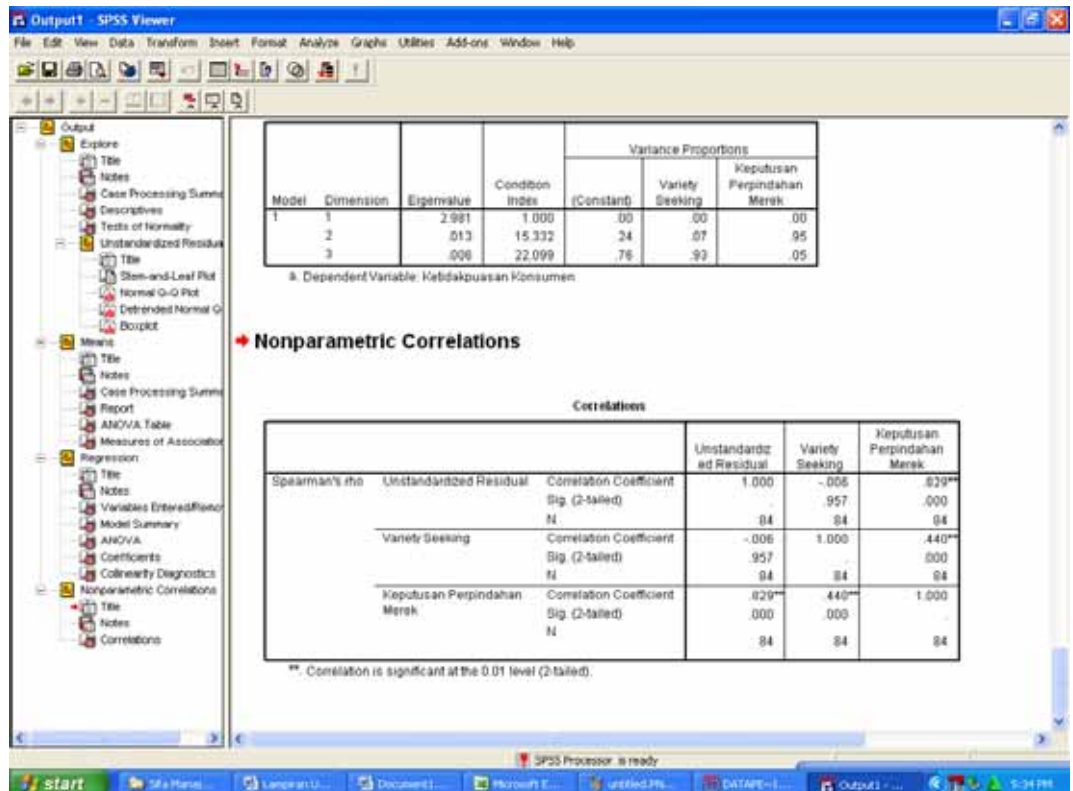 Output1 - SPSS Viewer
File Edit View Data Transform Insert Format Analyze Graphs Utilities Add-ons Window Help
Output
Explore
Title
Notes
Case Processing Summa
Descriptives
Tests of Normality
Unstandardized Residua
Title
Stem-and-Leaf Plot
Normal Q-Q Plot
Detrended Normal Q
Boxplot
Means
Title
Notes
Case Processing Summa
Report
ANOVA Table
Measures of Association
Regression
Title
Notes
Variables Entered/Remov
Model Summary
ANOVA
Coefficients
Collinearity Diagnostics
Nonparametric Correlations
Title
Notes
Correlations
Variance Proportions
Model Dimension Eigenvalue Condition Index (Constant) Variety Seeking Keputusan Perpindahan Merek
1 1 2.981 1.000 .00 .00 .00
2 .013 15.332 .24 .07 .95
3 .006 22.099 .76 .93 .05
a. Dependent Variable: Ketidakpuasan Konsumen
Nonparametric Correlations
Correlations
Unstandardiz ed Residual Variety Seeking Keputusan Perpindahan Merek
Spearman's rho Unstandardized Residual Correlation Coefficient 1.000 -.006 .829**
Sig. (2-tailed) . .957 .000
N 84 84 84
Variety Seeking Correlation Coefficient -.006 1.000 .440**
Sig. (2-tailed) .957 . .000
N 84 84 84
Keputusan Perpindahan Merek Correlation Coefficient .829** .440** 1.000
Sig. (2-tailed) .000 .000 .
N 84 84 84
**. Correlation is significant at the 0.01 level (2-tailed).
SPSS Processor is ready
start
Document1...
Microsoft E...
Output1 - ...
5:34 PM